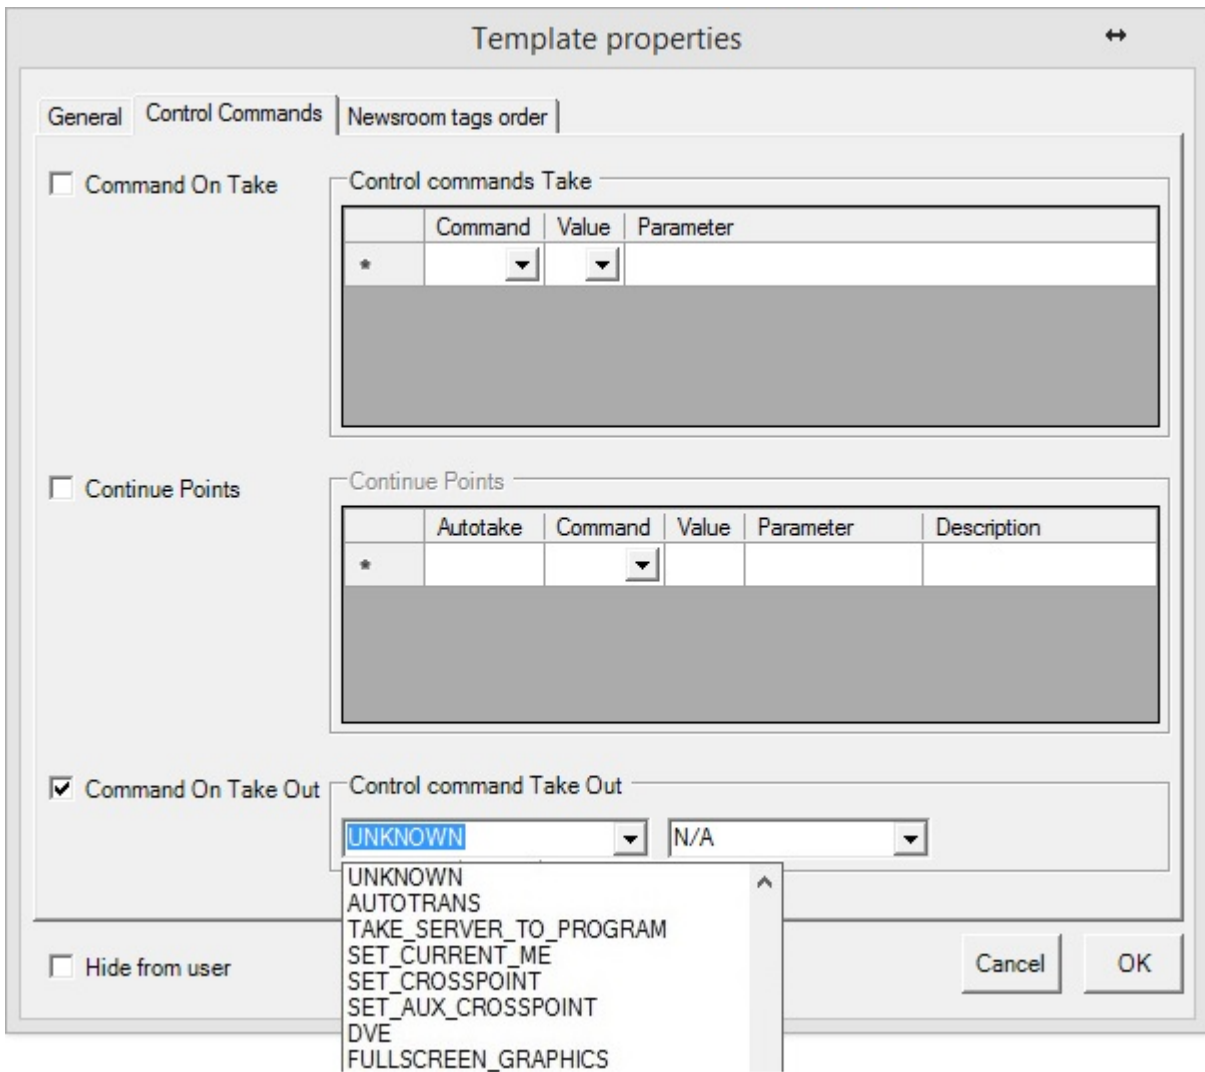 Template properties
General Control Commands Newsroom tags order
Command On Take
Control commands Take
Command Value Parameter
*
Continue Points
Continue Points
Autotake Command Value Parameter Description
*
Command On Take Out
Control command Take Out
UNKNOWN N/A
UNKNOWN
AUTOTRANS
TAKE_SERVER_TO_PROGRAM
SET_CURRENT_ME
SET_CROSSPOINT
SET_AUX_CROSSPOINT
DVE
FULLSCREEN_GRAPHICS
Hide from user
Cancel OK